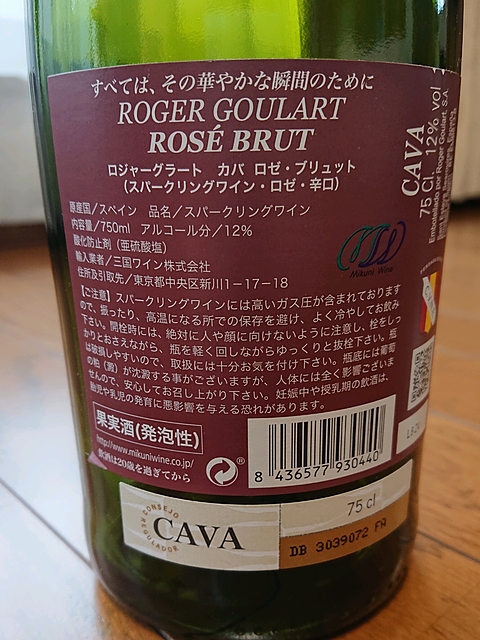 すべては、その華やかな瞬間のために
ROGER GOULART
ROSÉ BRUT
ロジャーグラート カバ ロゼ・ブリュット
(スパークリングワイン・ロゼ・辛口)
原産国/スペイン 品名/スパークリングワイン
内容量/750ml アルコール分/12%
酸化防止剤(亜硫酸塩)
輸入業者/三国ワイン株式会社
住所及引取先/東京都中央区新川1-17-18
Mikuni Wine
【ご注意】スパークリングワインには高いガス圧が含まれております
ので、振ったり、高温になる所での保存を避け、よく冷やしてお飲み
下さい。開栓時には、絶対に人や顔に向けないように注意し、栓をしっ
かりとおさえながら、瓶を軽く回しながらゆっくりと抜栓下さい。瓶
は破損しやすいので、取扱には十分お気を付け下さい。瓶底には葡萄
の粕(澱)が沈澱する事がございますが、人体には全く影響ございま
せんので、安心してお召し上がり下さい。妊娠中や授乳期の飲酒は、
胎児や乳児の発育に悪影響を与える恐れがあります。
果実酒(発泡性)
http://www.mikuniwine.co.jp/
飲酒は20歳を過ぎてから
8 436577 930440
CAVA
75 Cl. 12% vol
Embotellado por Roger Goulart, S.A.
CONSEJO
REGULADOR
CAVA
75 cl
DB 3039072 FA